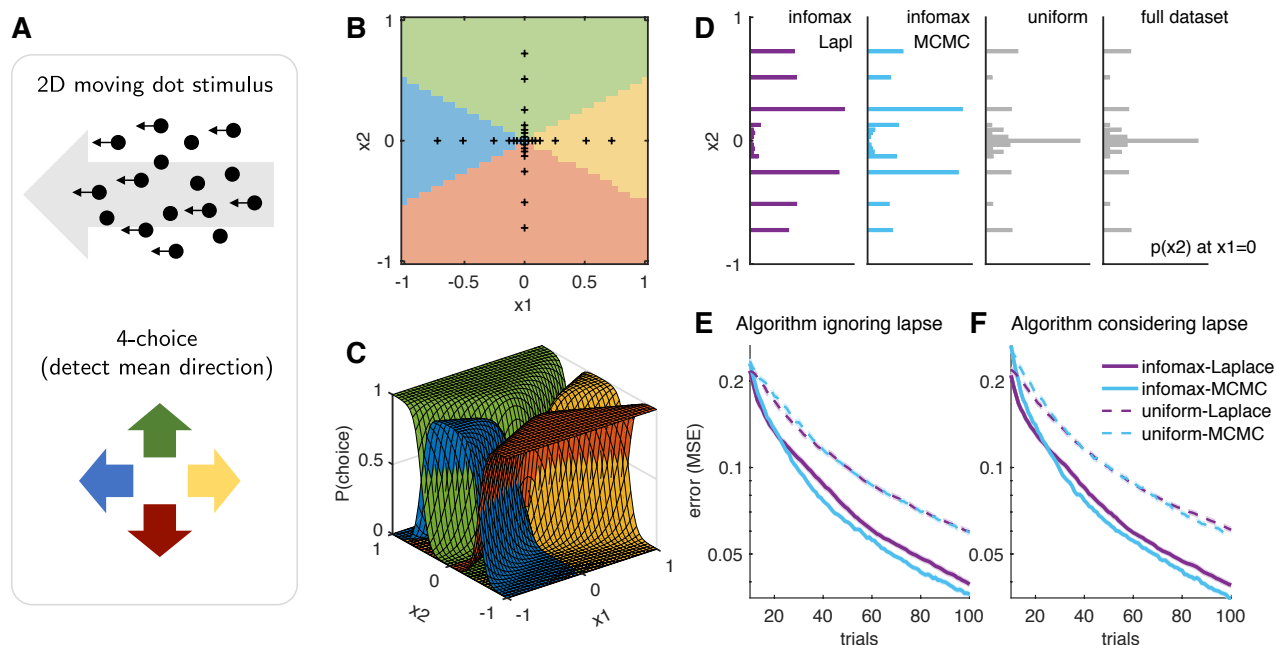 A
2D moving dot stimulus
4-choice
(detect mean direction)
B
1
x2
0
-1
-1 -0.5 0 0.5 1
x1
C
1
P(choice)
0.5
0
1
0
x2
-1
-1
0
x1
1
D
infomax
Lapl
infomax
MCMC
uniform
full dataset
1
x2
0
-1
p(x2) at x1=0
E
Algorithm ignoring lapse
0.2
error (MSE)
0.1
0.05
20 40 60 80 100
trials
F
Algorithm considering lapse
infomax-Laplace
infomax-MCMC
uniform-Laplace
uniform-MCMC
0.2
0.1
0.05
20 40 60 80 100
trials